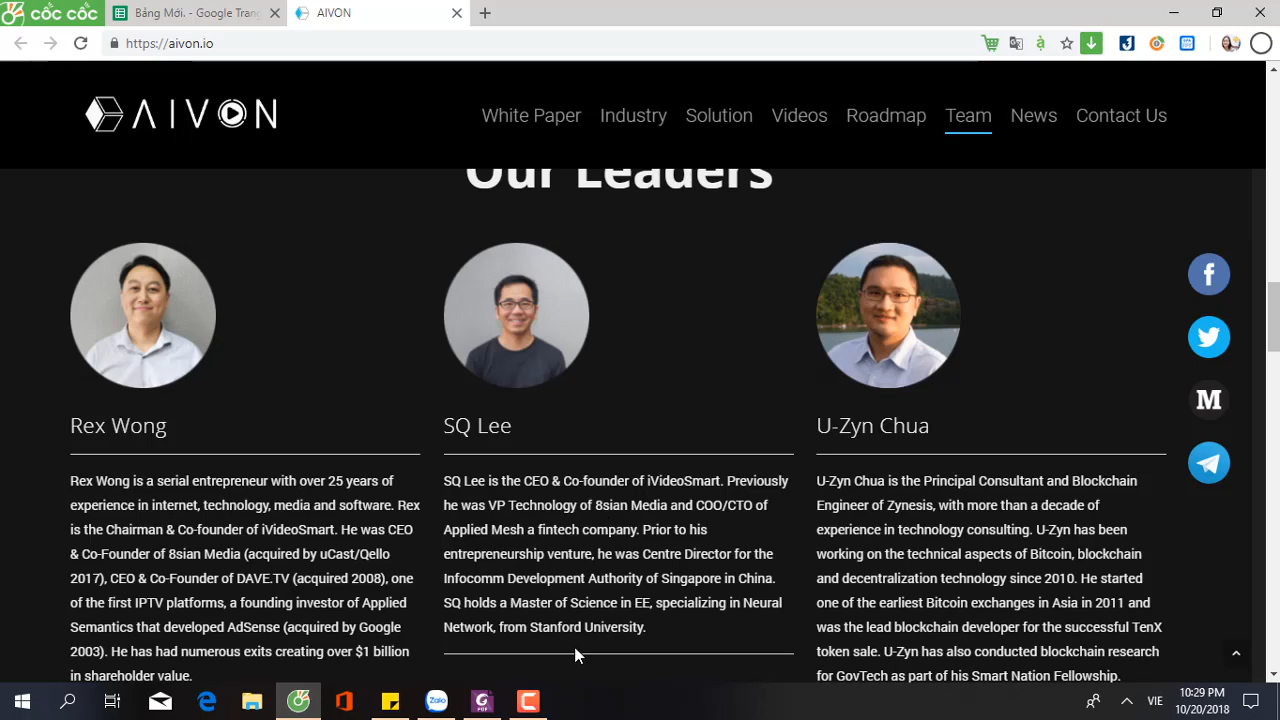 cốc cốc
Bảng Mới. - Google Trang
AIVON
https://aivon.io
AIVON
White Paper Industry Solution Videos Roadmap Team News Contact Us
Our Leaders
Rex Wong
Rex Wong is a serial entrepreneur with over 25 years of
experience in internet, technology, media and software. Rex
is the Chairman & Co-founder of iVideoSmart. He was CEO
& Co-Founder of 8sian Media (acquired by uCast/Qello
2017), CEO & Co-Founder of DAVE.TV (acquired 2008), one
of the first IPTV platforms, a founding investor of Applied
Semantics that developed AdSense (acquired by Google
2003). He has had numerous exits creating over $1 billion
in shareholder value.
SQ Lee
SQ Lee is the CEO & Co-founder of iVideoSmart. Previously
he was VP Technology of 8sian Media and COO/CTO of
Applied Mesh a fintech company. Prior to his
entrepreneurship venture, he was Centre Director for the
Infocomm Development Authority of Singapore in China.
SQ holds a Master of Science in EE, specializing in Neural
Network, from Stanford University.
U-Zyn Chua
U-Zyn Chua is the Principal Consultant and Blockchain
Engineer of Zynesis, with more than a decade of
experience in technology consulting. U-Zyn has been
working on the technical aspects of Bitcoin, blockchain
and decentralization technology since 2010. He started
one of the earliest Bitcoin exchanges in Asia in 2011 and
was the lead blockchain developer for the successful TenX
token sale. U-Zyn has also conducted blockchain research
for GovTech as part of his Smart Nation Fellowship.
f
M
Zalo
VIE
10:29 PM
10/20/2018